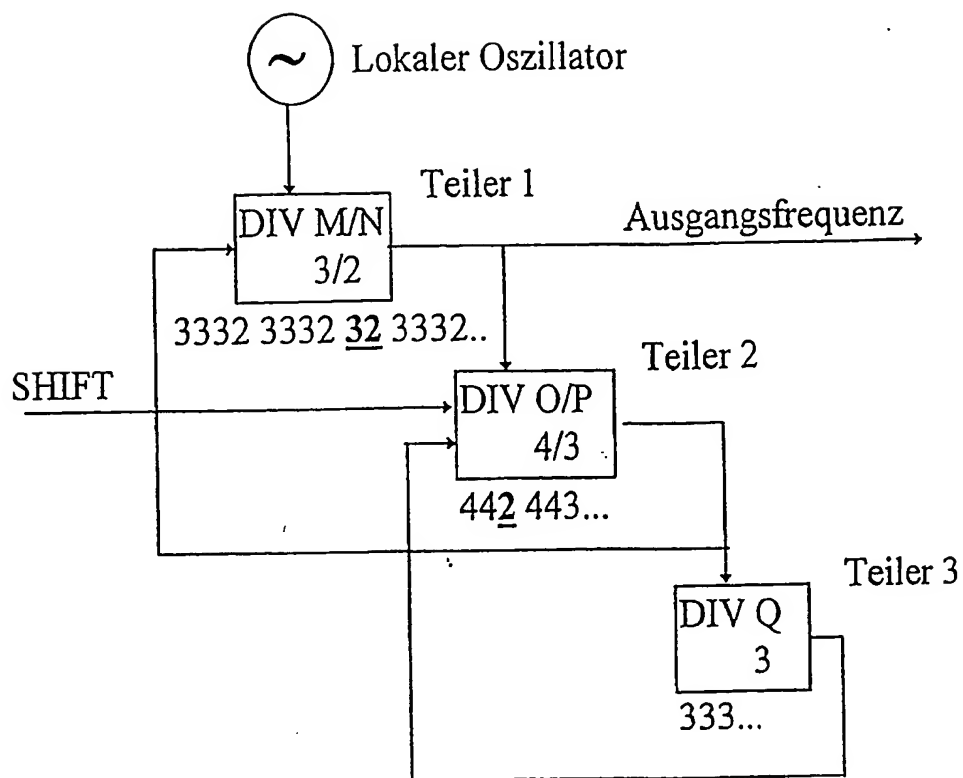 ~
Lokaler Oszillator
Teiler 1
DIV M/N
3/2
Ausgangsfrequenz
3332 3332 32 3332..
Teiler 2
SHIFT
DIV O/P
4/3
442 443...
Teiler 3
DIV Q
3
333...